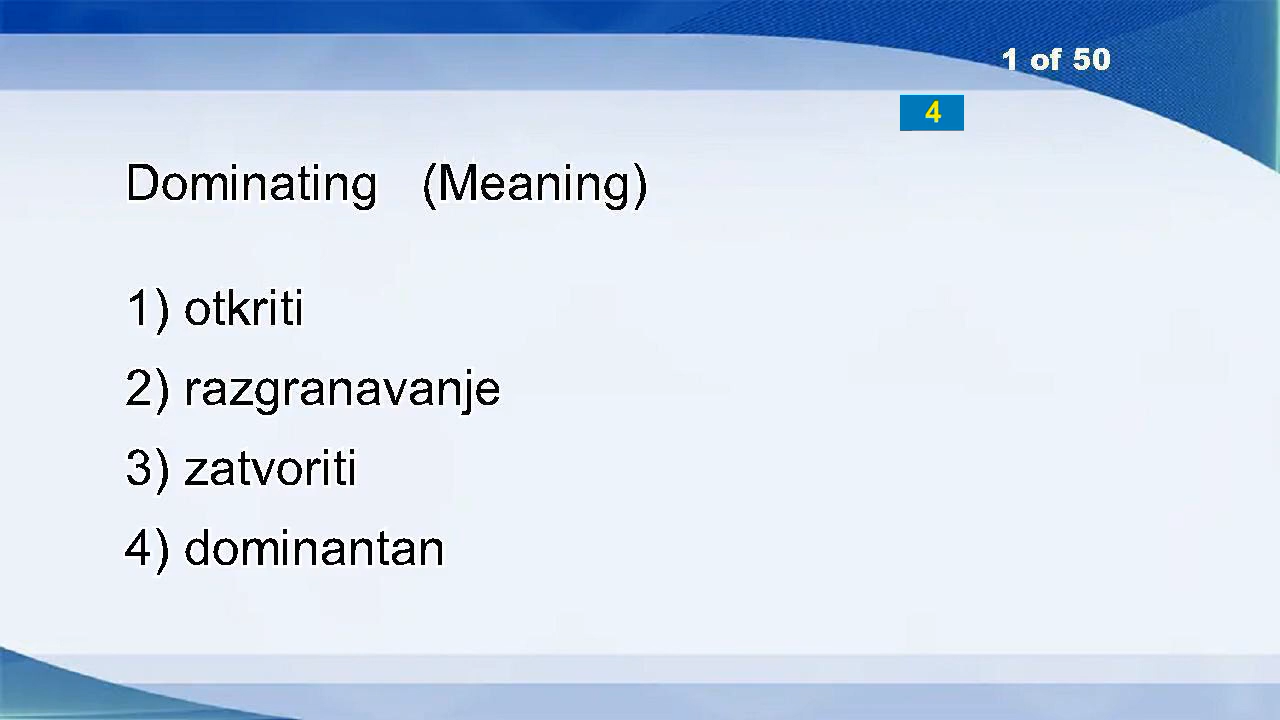 1 of 50
4
Dominating (Meaning)
1) otkriti
2) razgranavanje
3) zatvoriti
4) dominantan